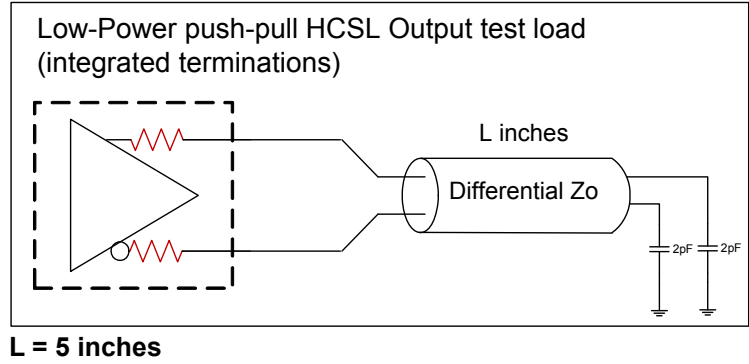 Low-Power push-pull HCSL Output test load
(integrated terminations)
L inches
Differential Zo
2pF
2pF
L = 5 inches